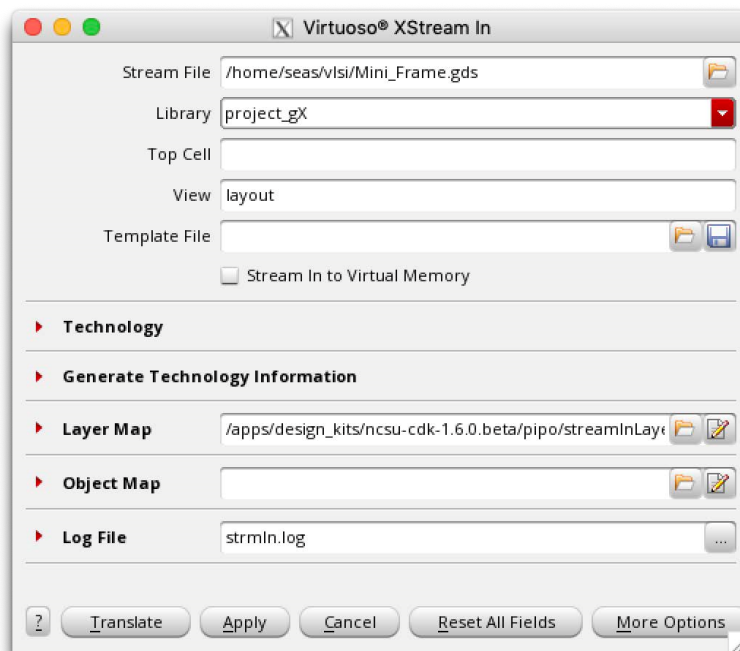 Virtuoso® XStream In
Stream File /home/seas/vlsi/Mini_Frame.gds
Library project_gX
Top Cell
View layout
Template File
Stream In to Virtual Memory
Technology
Generate Technology Information
Layer Map /apps/design_kits/ncsu-cdk-1.6.0.beta/pipo/streamInLaye
Object Map
Log File strmIn.log ...
? Translate Apply Cancel Reset All Fields More Options